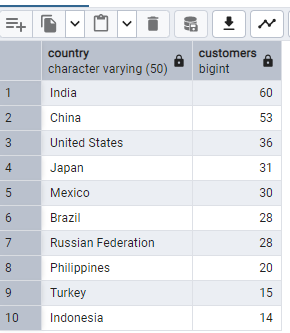 country customers
character varying (50) bigint
1 India 60
2 China 53
3 United States 36
4 Japan 31
5 Mexico 30
6 Brazil 28
7 Russian Federation 28
8 Philippines 20
9 Turkey 15
10 Indonesia 14